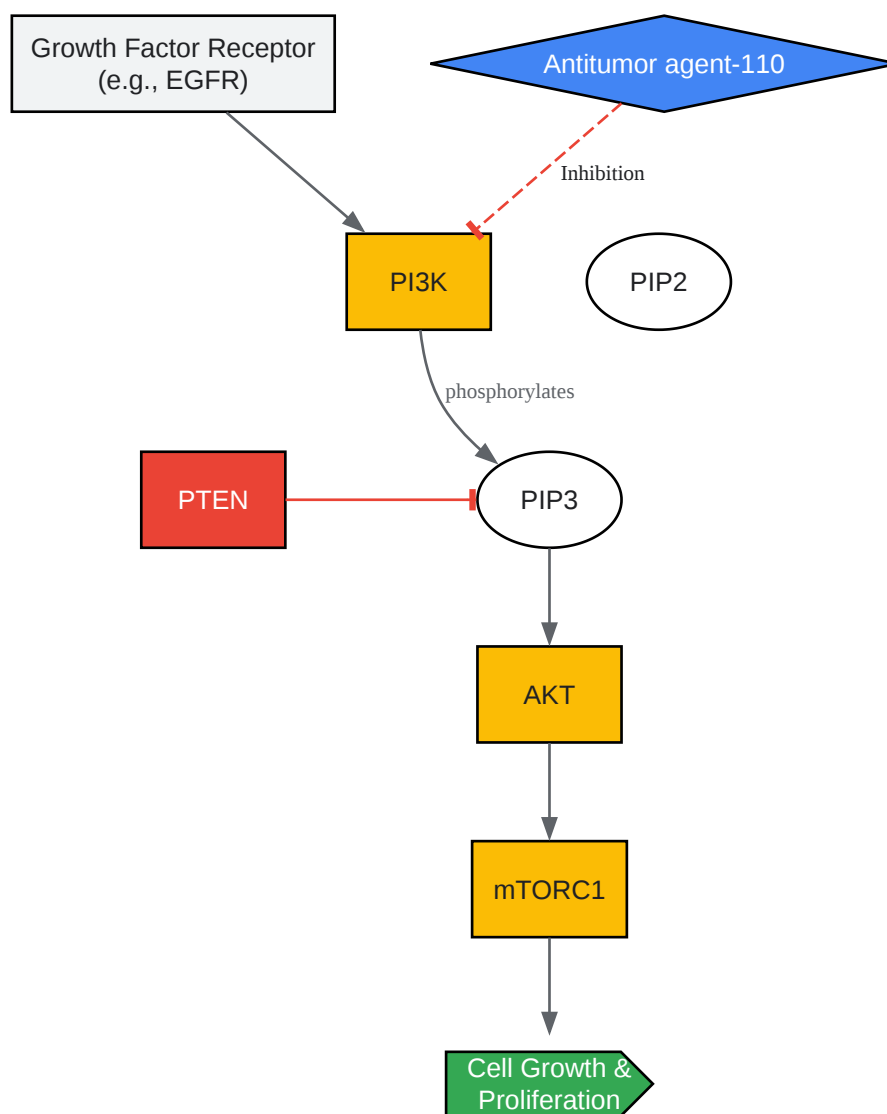 Growth Factor Receptor
(e.g., EGFR)
Antitumor agent-110
Inhibition
PI3K
PIP2
phosphorylates
PTEN
PIP3
AKT
mTORC1
Cell Growth &
Proliferation